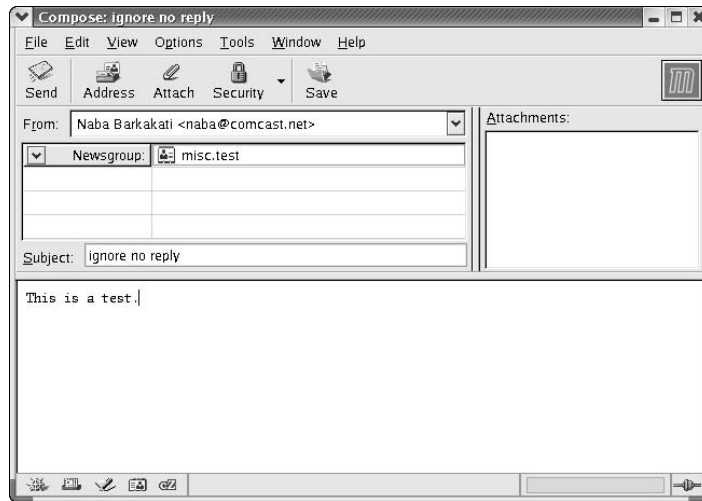 Compose: ignore no reply
File Edit View Options Tools Window Help
Send Address Attach Security Save
From: Naba Barkakati <naba@comcast.net>
Attachments:
Newsgroup: misc.test
Subject: ignore no reply
This is a test.